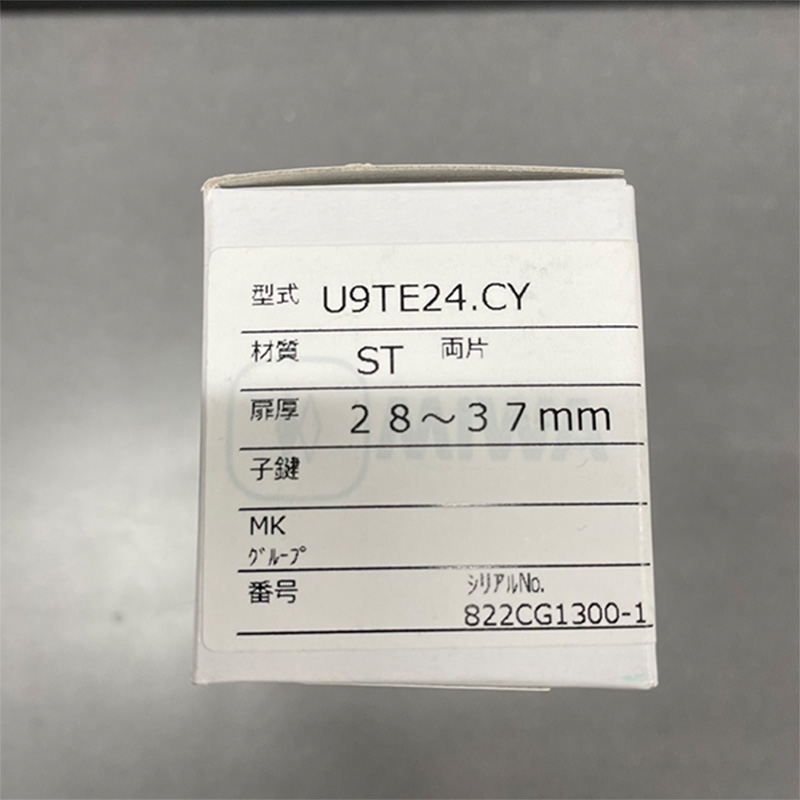 型式 U9TE24.CY
材質 ST 両片
扉厚 28～37mm
MIWA
子鍵
MK
ｸﾞﾙｰﾌﾟ
番号 ｼﾘｱﾙNo.
822CG1300-1